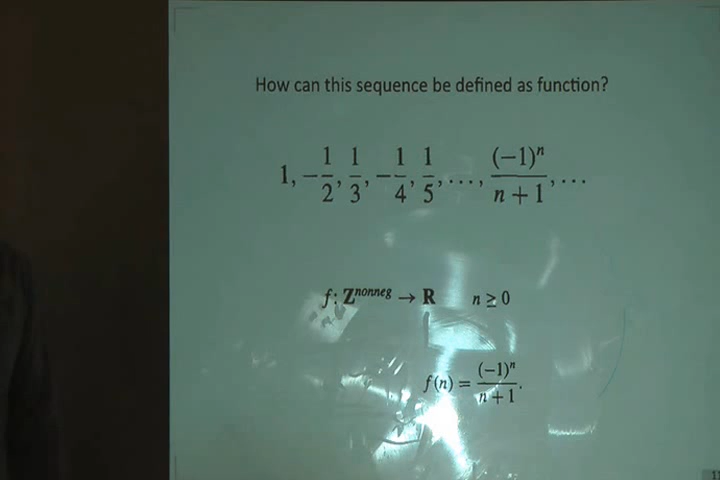 How can this sequence be defined as function?
1, −1/2, 1/3, −1/4, 1/5, ..., (−1)ⁿ/(n + 1), ...
f: Z^nonneg → R n ≥ 0
f(n) = (−1)ⁿ/(n + 1).